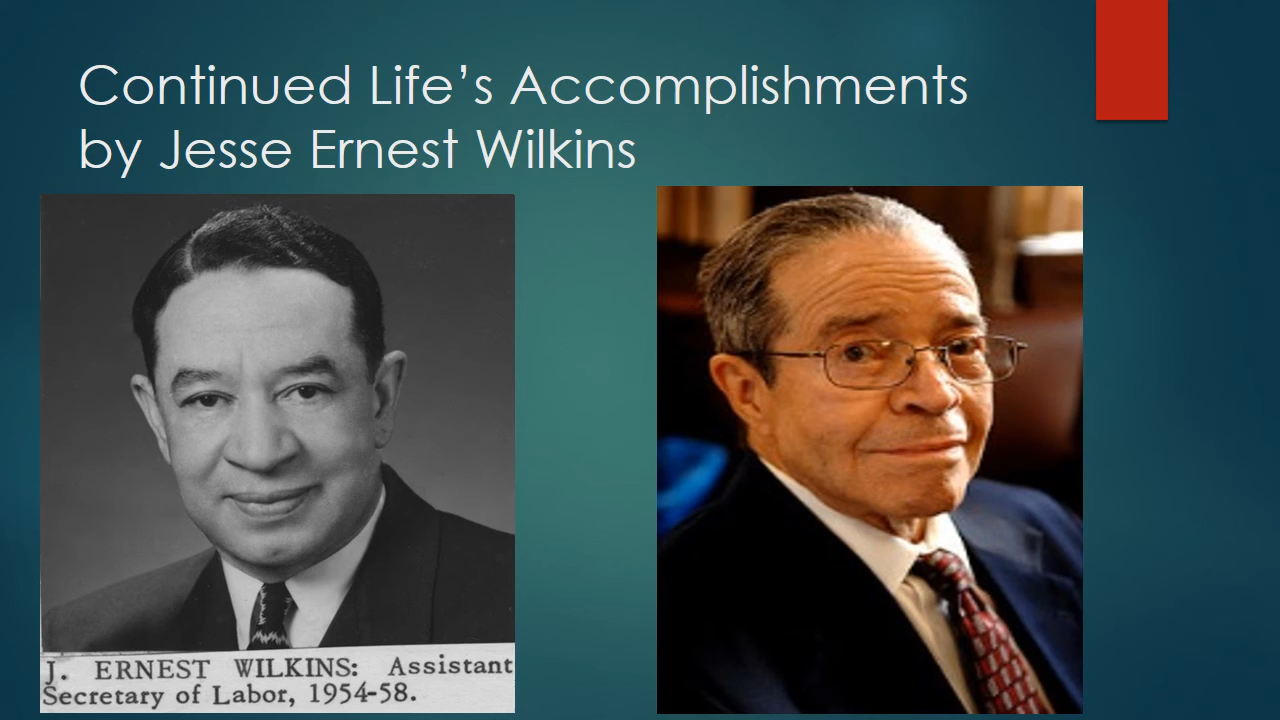 Continued Life’s Accomplishments
by Jesse Ernest Wilkins
J. ERNEST WILKINS: Assistant
Secretary of Labor, 1954-58.